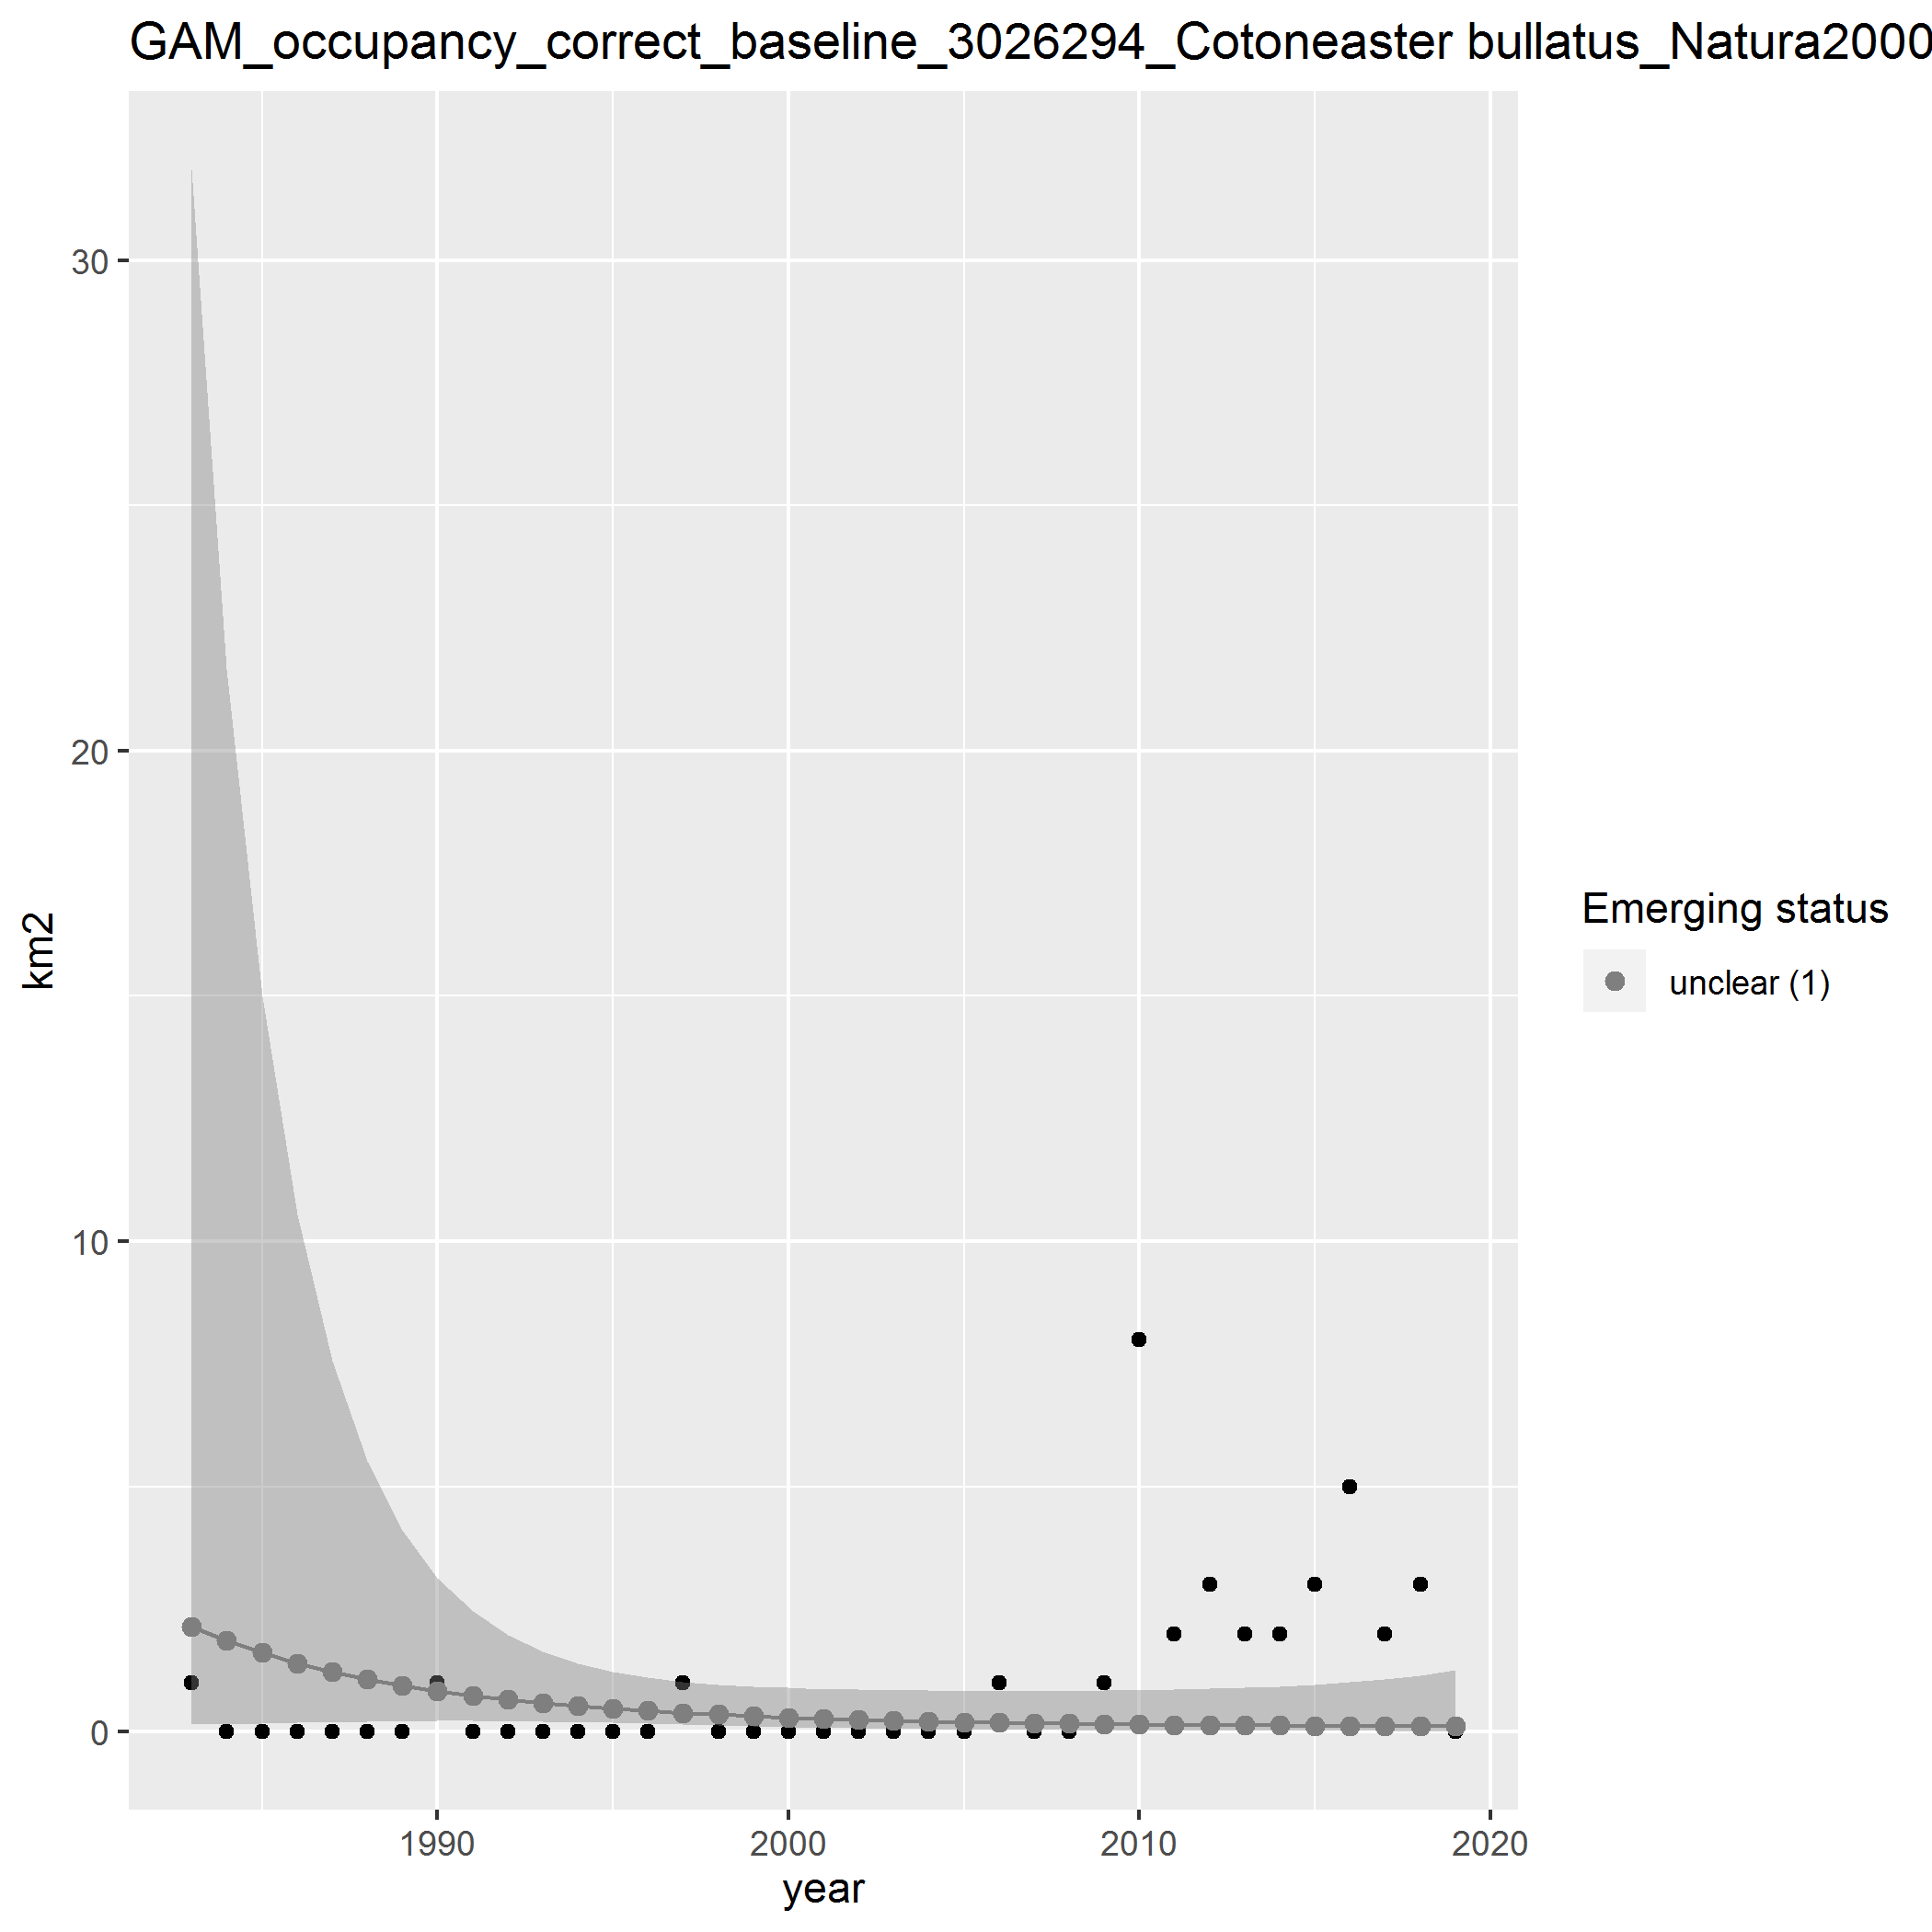 GAM_occupancy_correct_baseline_3026294_Cotoneaster bullatus_Natura2000
30
20
10
0
km2
1990
2000
2010
2020
year
Emerging status
unclear (1)